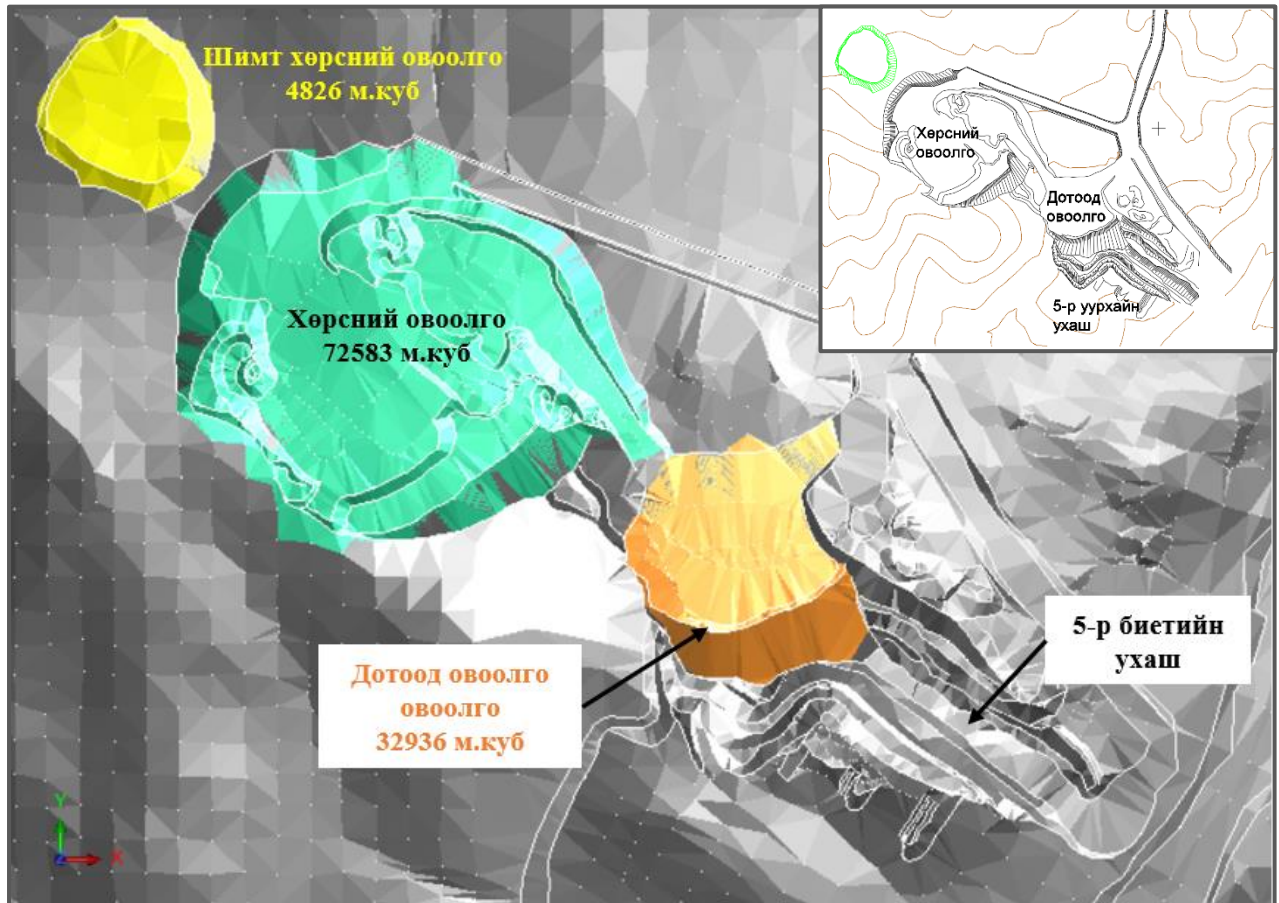 Шимт хөрсний овоолго
4826 м.куб
Хөрсний
овоолго
Дотоод
овоолго
5-р уурхайн
ухаш
Хөрсний овоолго
72583 м.куб
5-р биетийн
ухаш
Дотоод овоолго
овоолго
32936 м.куб
Y
X